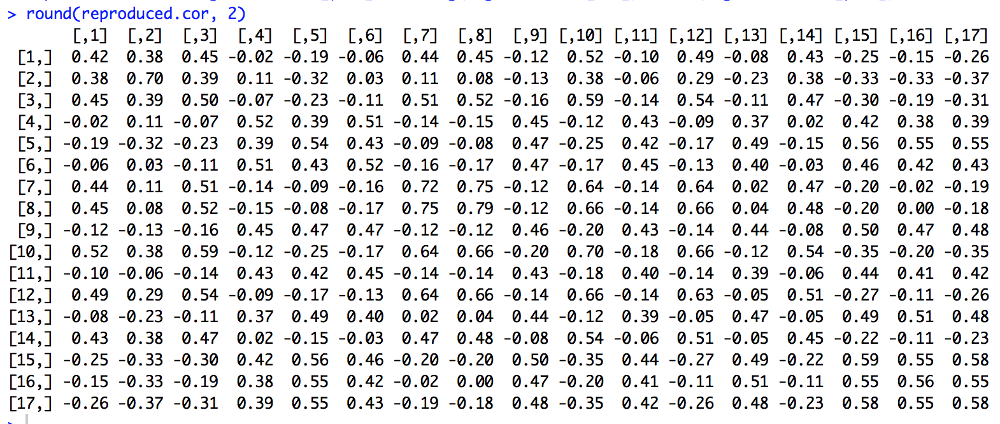 > round(reproduced.cor, 2)
[,1] [,2] [,3] [,4] [,5] [,6] [,7] [,8] [,9] [,10] [,11] [,12] [,13] [,14] [,15] [,16] [,17]
[1,] 0.42 0.38 0.45 -0.02 -0.19 -0.06 0.44 0.45 -0.12 0.52 -0.10 0.49 -0.08 0.43 -0.25 -0.15 -0.26
[2,] 0.38 0.70 0.39 0.11 -0.32 0.03 0.11 0.08 -0.13 0.38 -0.06 0.29 -0.23 0.38 -0.33 -0.33 -0.37
[3,] 0.45 0.39 0.50 -0.07 -0.23 -0.11 0.51 0.52 -0.16 0.59 -0.14 0.54 -0.11 0.47 -0.30 -0.19 -0.31
[4,] -0.02 0.11 -0.07 0.52 0.39 0.51 -0.14 -0.15 0.45 -0.12 0.43 -0.09 0.37 0.02 0.42 0.38 0.39
[5,] -0.19 -0.32 -0.23 0.39 0.54 0.43 -0.09 -0.08 0.47 -0.25 0.42 -0.17 0.49 -0.15 0.56 0.55 0.55
[6,] -0.06 0.03 -0.11 0.51 0.43 0.52 -0.16 -0.17 0.47 -0.17 0.45 -0.13 0.40 -0.03 0.46 0.42 0.43
[7,] 0.44 0.11 0.51 -0.14 -0.09 -0.16 0.72 0.75 -0.12 0.64 -0.14 0.64 0.02 0.47 -0.20 -0.02 -0.19
[8,] 0.45 0.08 0.52 -0.15 -0.08 -0.17 0.75 0.79 -0.12 0.66 -0.14 0.66 0.04 0.48 -0.20 0.00 -0.18
[9,] -0.12 -0.13 -0.16 0.45 0.47 0.47 -0.12 -0.12 0.46 -0.20 0.43 -0.14 0.44 -0.08 0.50 0.47 0.48
[10,] 0.52 0.38 0.59 -0.12 -0.25 -0.17 0.64 0.66 -0.20 0.70 -0.18 0.66 -0.12 0.54 -0.35 -0.20 -0.35
[11,] -0.10 -0.06 -0.14 0.43 0.42 0.45 -0.14 -0.14 0.43 -0.18 0.40 -0.14 0.39 -0.06 0.44 0.41 0.42
[12,] 0.49 0.29 0.54 -0.09 -0.17 -0.13 0.64 0.66 -0.14 0.66 -0.14 0.63 -0.05 0.51 -0.27 -0.11 -0.26
[13,] -0.08 -0.23 -0.11 0.37 0.49 0.40 0.02 0.04 0.44 -0.12 0.39 -0.05 0.47 -0.05 0.49 0.51 0.48
[14,] 0.43 0.38 0.47 0.02 -0.15 -0.03 0.47 0.48 -0.08 0.54 -0.06 0.51 -0.05 0.45 -0.22 -0.11 -0.23
[15,] -0.25 -0.33 -0.30 0.42 0.56 0.46 -0.20 -0.20 0.50 -0.35 0.44 -0.27 0.49 -0.22 0.59 0.55 0.58
[16,] -0.15 -0.33 -0.19 0.38 0.55 0.42 -0.02 0.00 0.47 -0.20 0.41 -0.11 0.51 -0.11 0.55 0.56 0.55
[17,] -0.26 -0.37 -0.31 0.39 0.55 0.43 -0.19 -0.18 0.48 -0.35 0.42 -0.26 0.48 -0.23 0.58 0.55 0.58